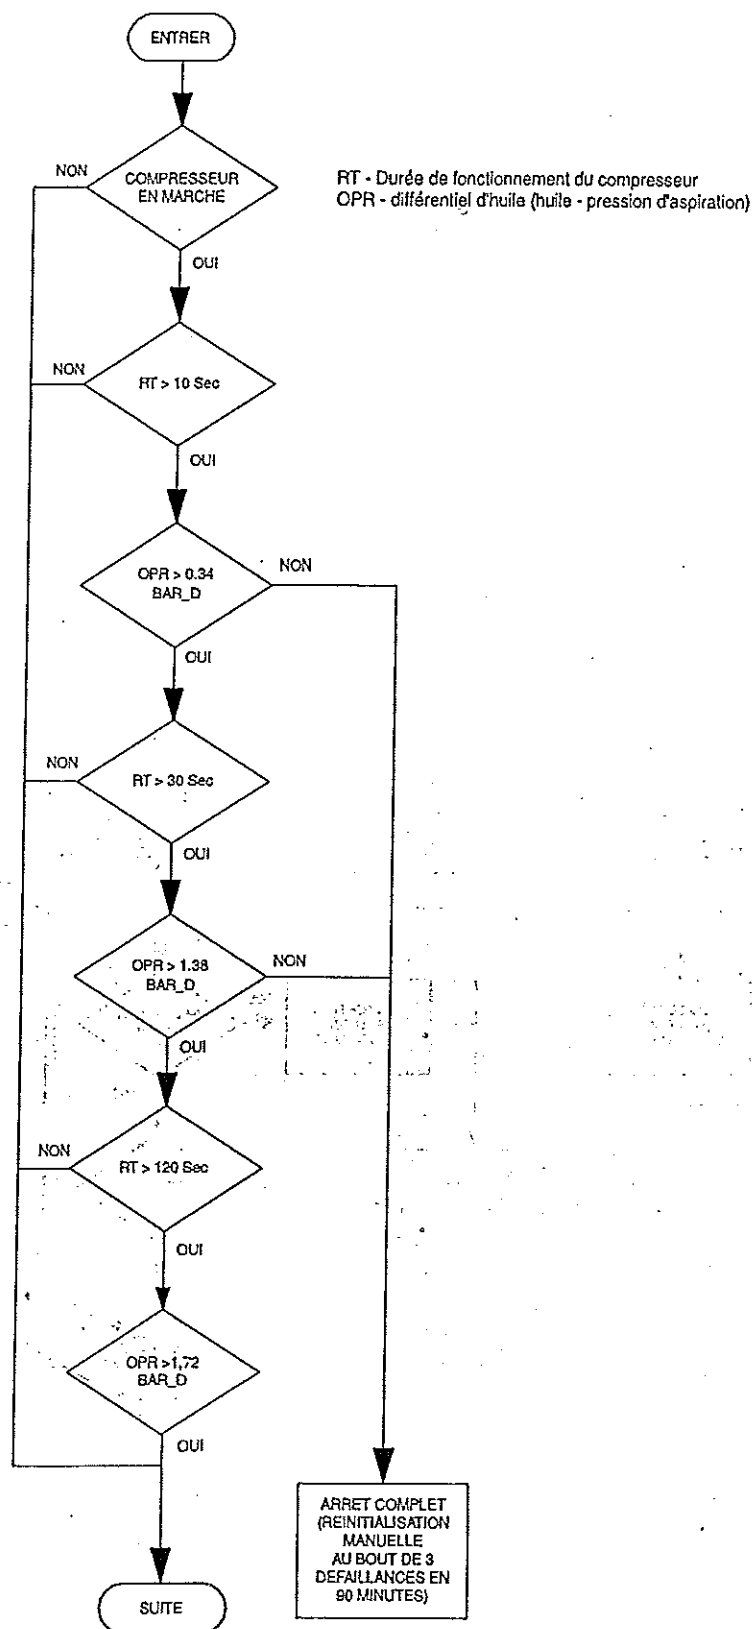 ENTRER
NON
COMPRESSEUR
EN MARCHE
RT - Durée de fonctionnement du compresseur
OPR - différentiel d'huile (huile - pression d'aspiration)
OUI
NON
RT > 10 Sec
OUI
OPR > 0.34
BAR_D
NON
OUI
NON
RT > 30 Sec
OUI
OPR > 1.38
BAR_D
NON
OUI
NON
RT > 120 Sec
OUI
OPR >1,72
BAR_D
OUI
ARRET COMPLET
(REINITIALISATION
MANUELLE
AU BOUT DE 3
DEFAILLANCES EN
90 MINUTES)
SUITE